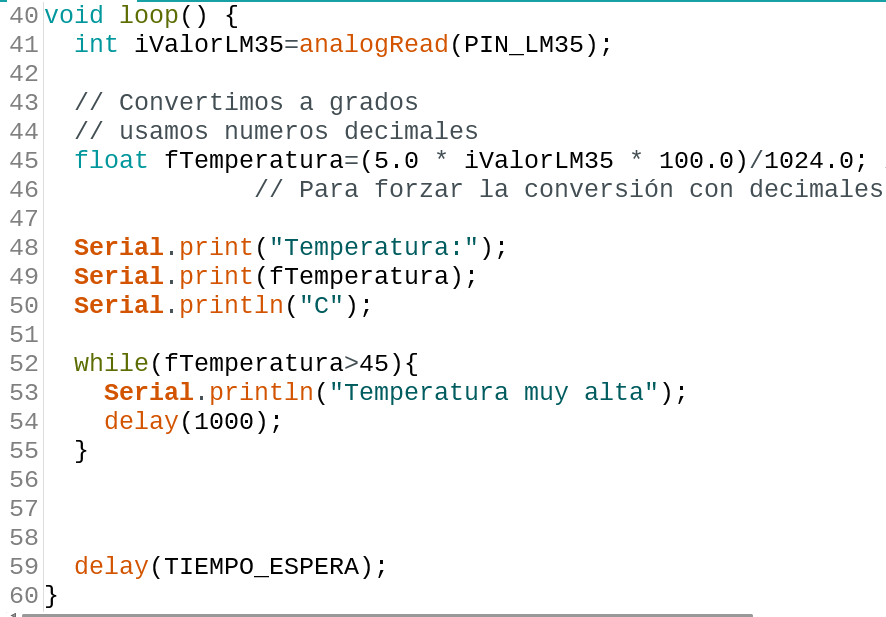 40 void loop() {
41   int iValorLM35=analogRead(PIN_LM35);
42
43   // Convertimos a grados
44   // usamos numeros decimales
45   float fTemperatura=(5.0 * iValorLM35 * 100.0)/1024.0;
46               // Para forzar la conversión con decimales
47
48   Serial.print("Temperatura:");
49   Serial.print(fTemperatura);
50   Serial.println("C");
51
52   while(fTemperatura>45){
53     Serial.println("Temperatura muy alta");
54     delay(1000);
55   }
56
57
58
59   delay(TIEMPO_ESPERA);
60 }